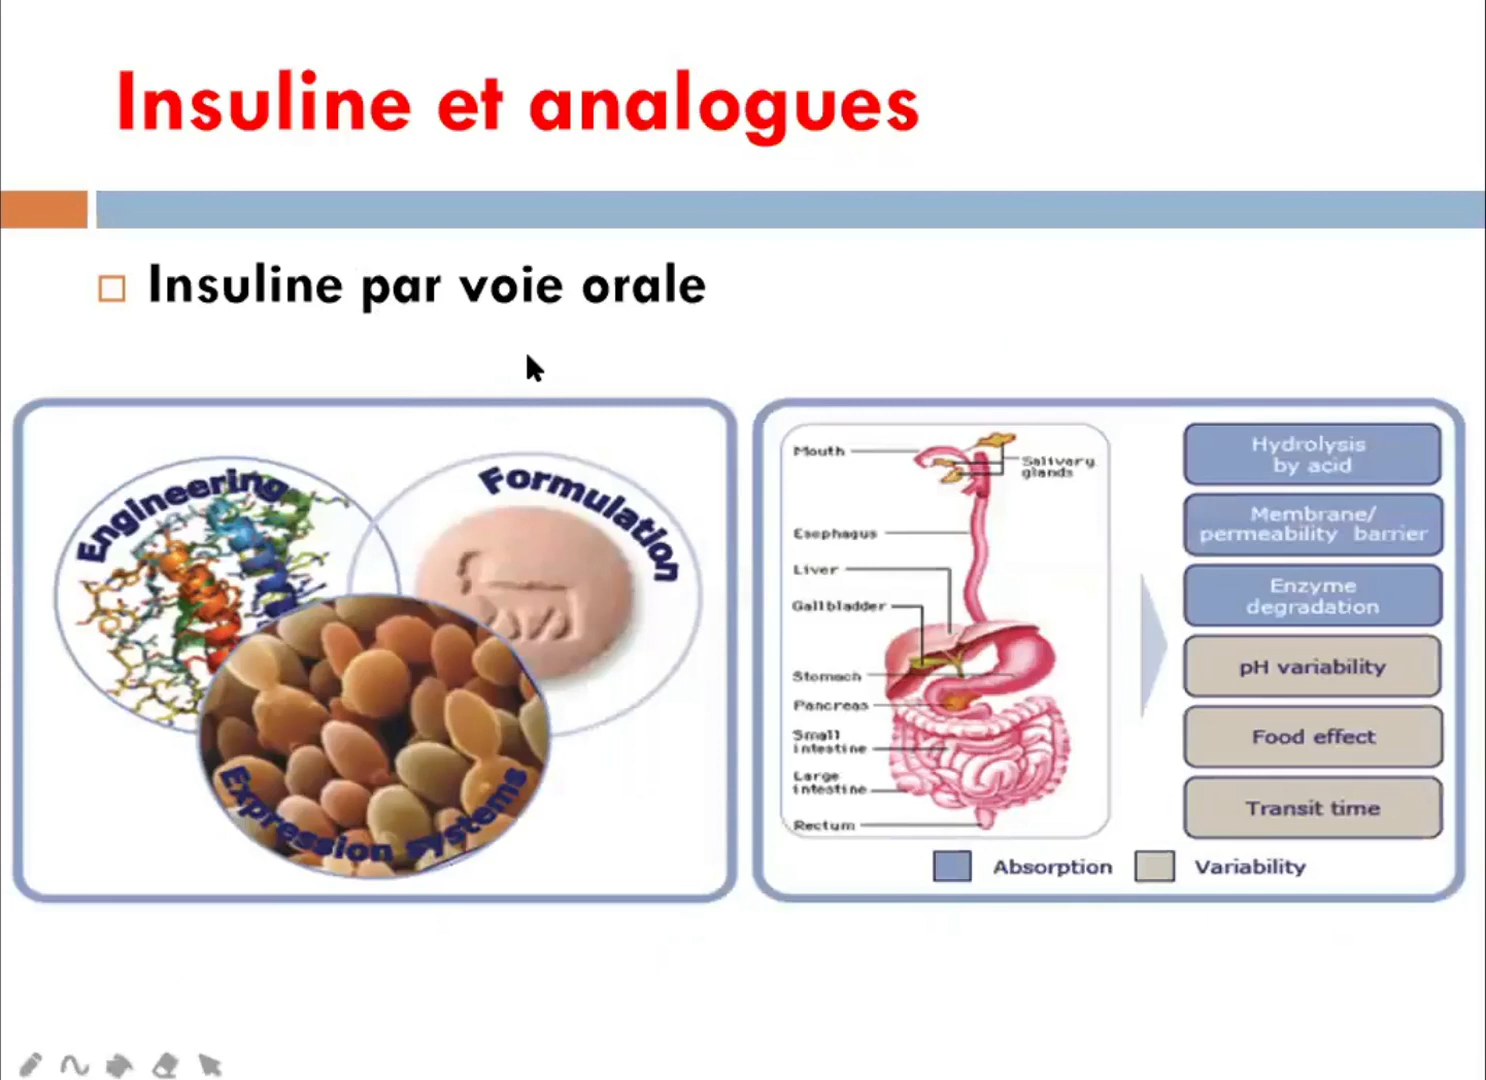 Insuline et analogues
Insuline par voie orale
Engineering
Formulation
Expression systems
Mouth
Salivary
glands
Esophagus
Liver
Gallbladder
Stomach
Pancreas
Small
intestine
Large
intestine
Rectum
Hydrolysis
by acid
Membrane/
permeability barrier
Enzyme
degradation
pH variability
Food effect
Transit time
Absorption
Variability